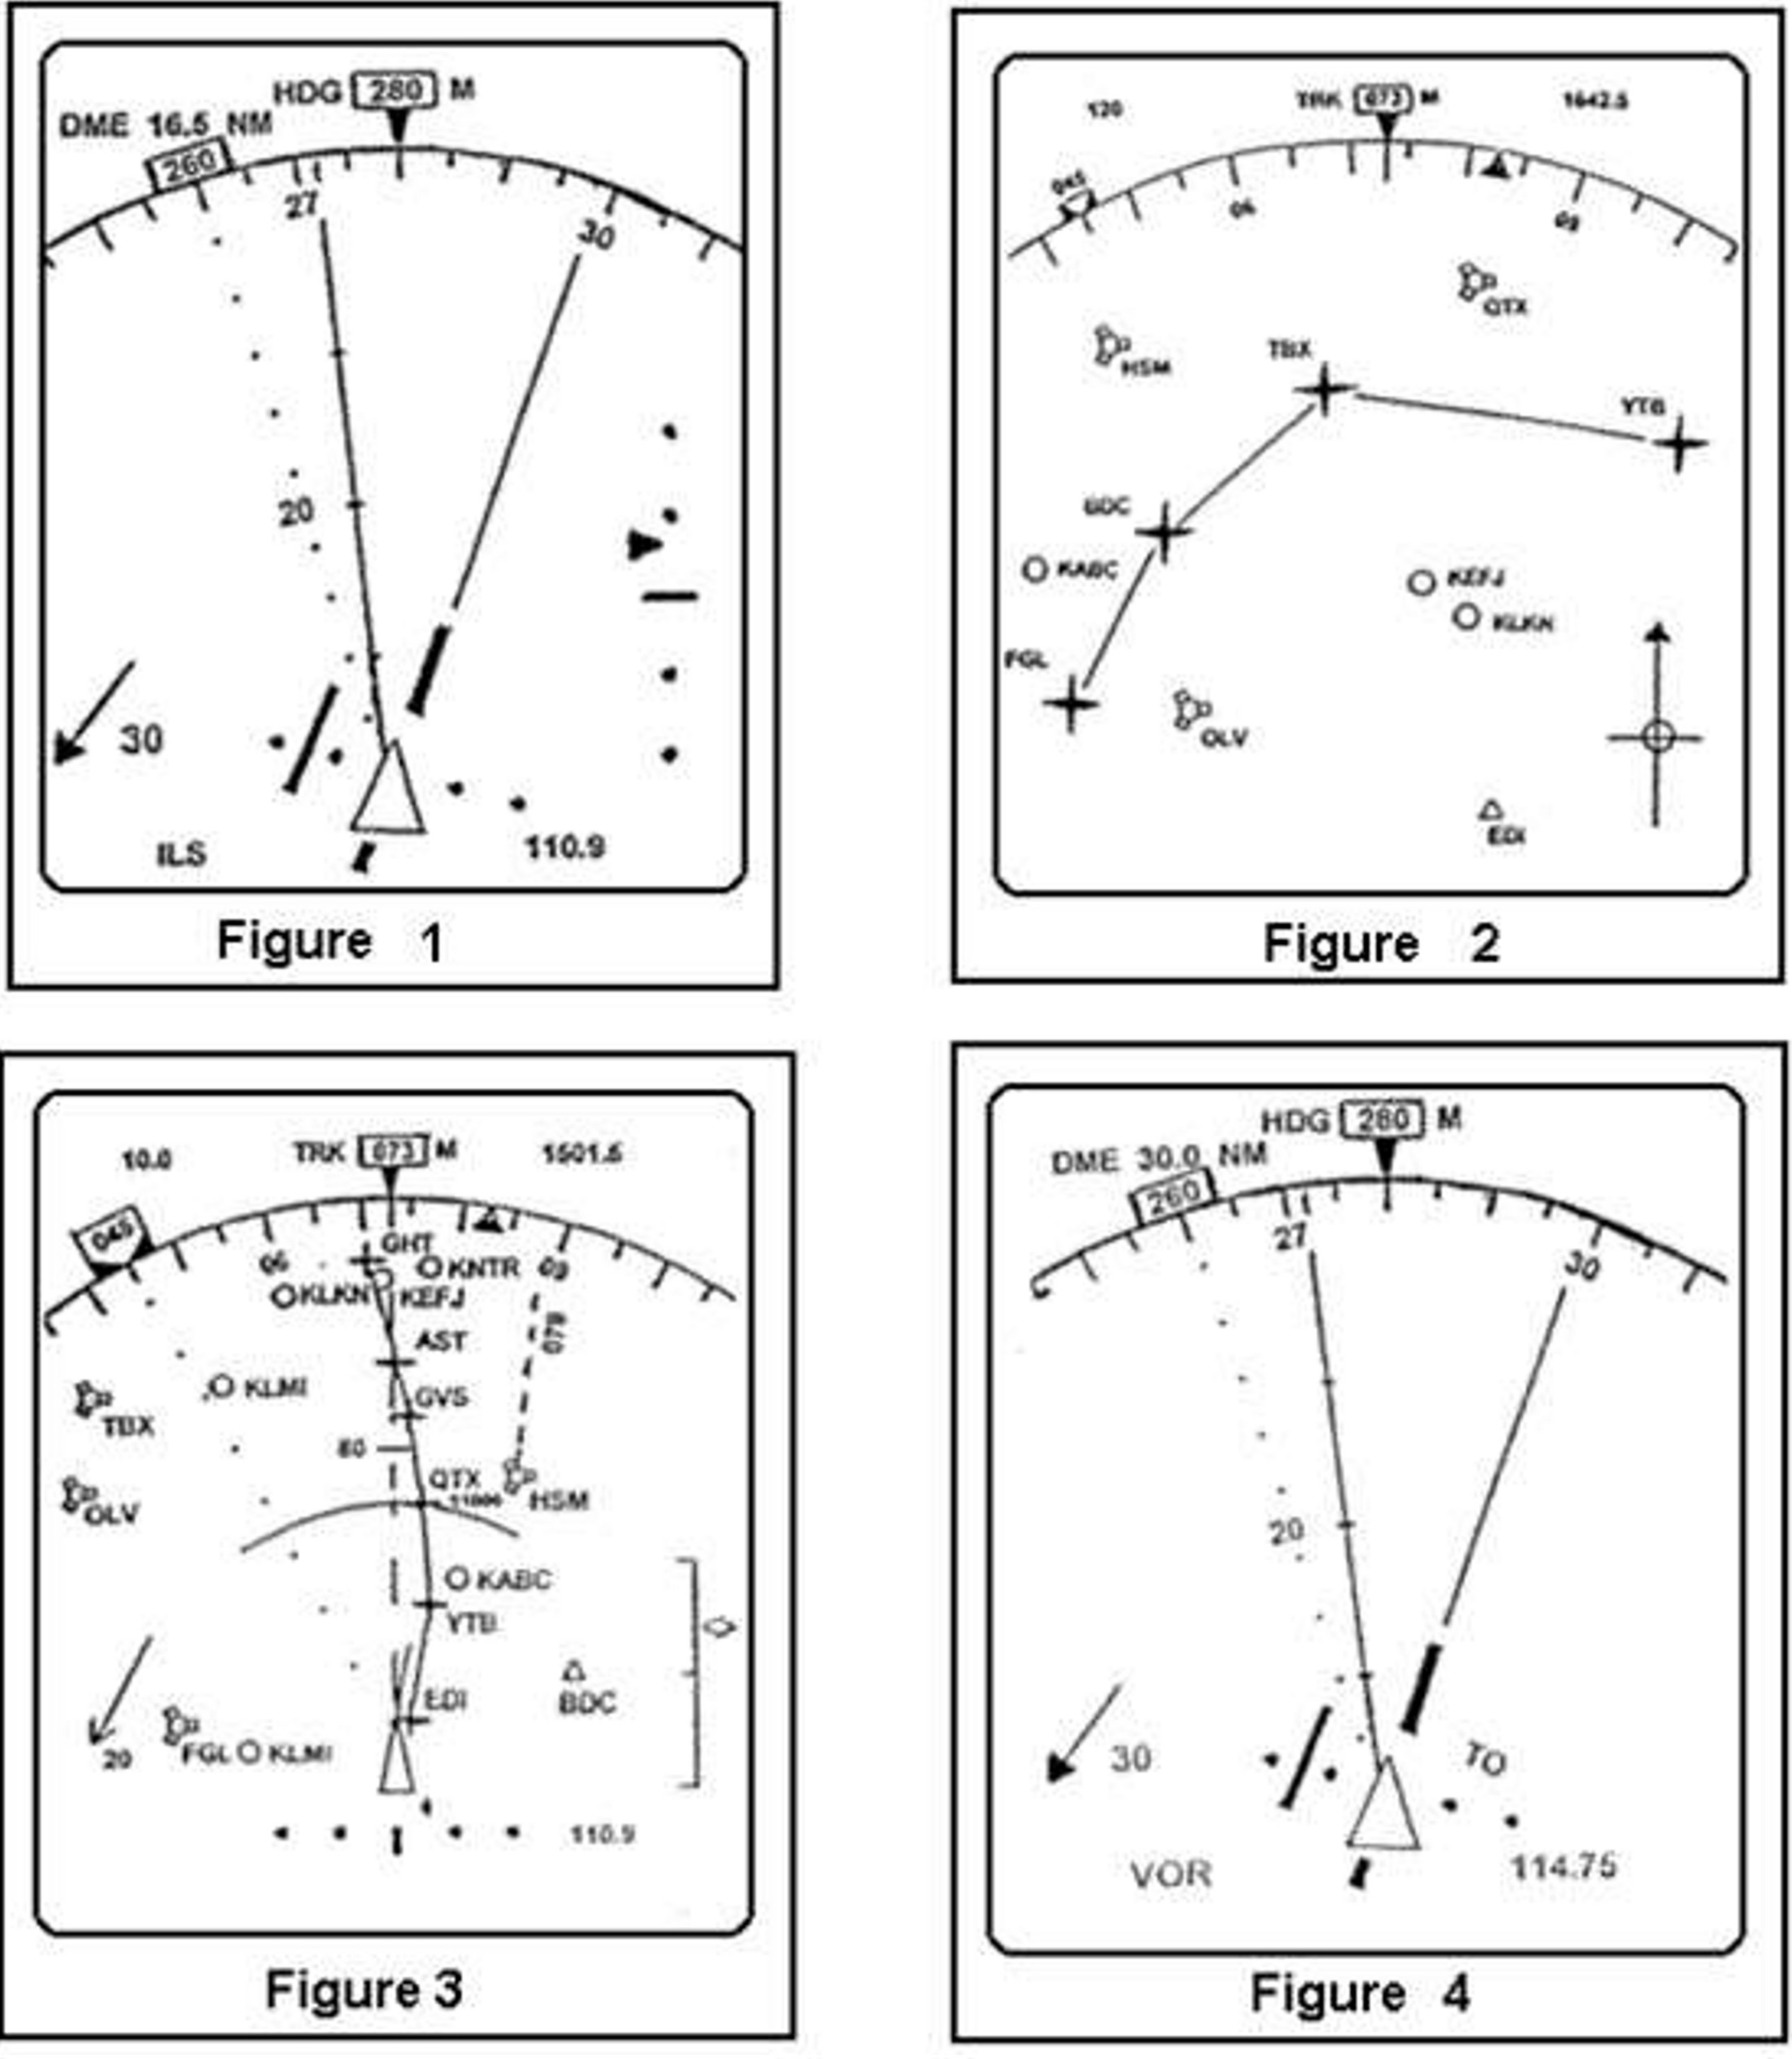 HDG 280 M
DME 16.5 NM
260
27
30
20
30
ILS
110.9
Figure 1
120
TRK 073 M
1642.5
045
06
09
QTX
HSM
TBX
YTB
BDC
KABC
KEFJ
KLKN
FGL
OLV
EDI
Figure 2
10.0
TRK 073 M
1501.5
045
06
GHT
KNTR
09
KLKN
KEFJ
079
AST
KLMI
GVS
TBX
80
QTX
11000
HSM
OLV
KABC
YTB
EDI
BDC
20
FGL
KLMI
110.9
Figure 3
HDG 280 M
DME 30.0 NM
260
27
30
20
30
TO
VOR
114.75
Figure 4